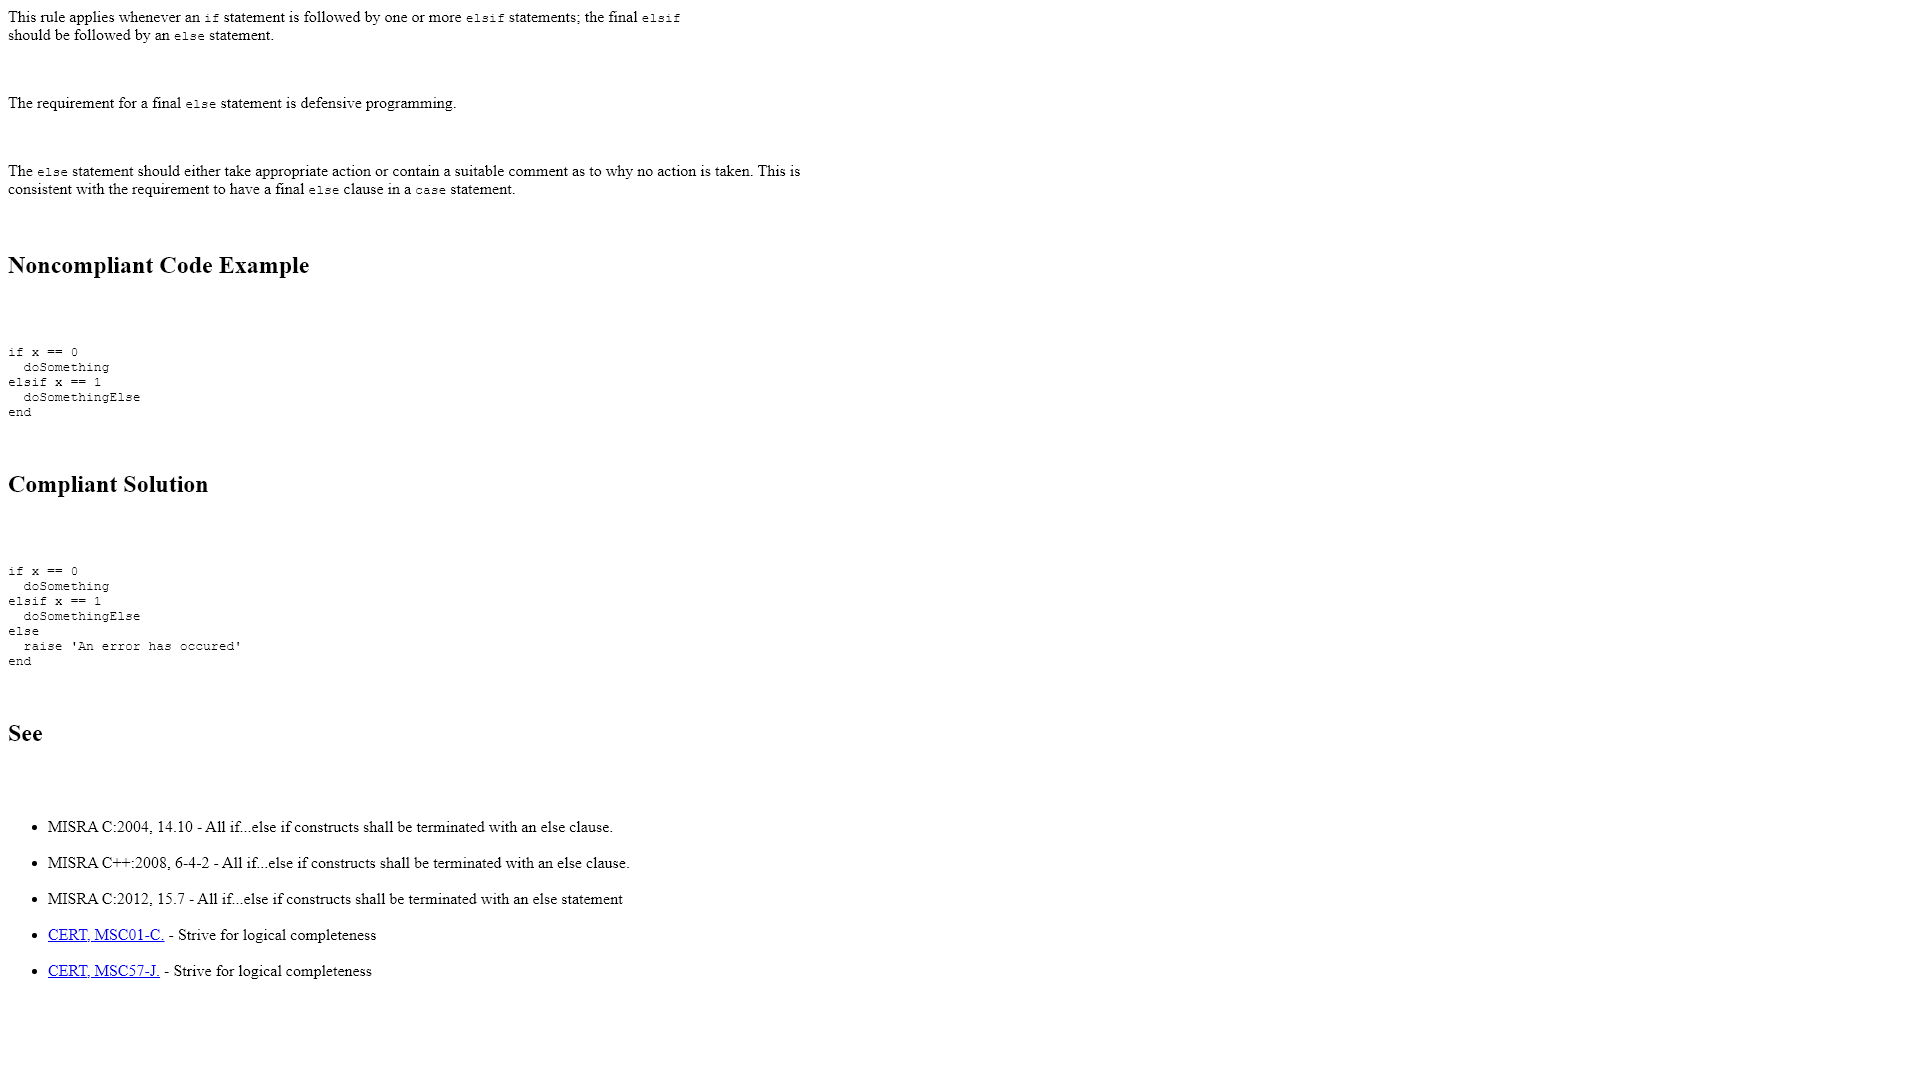 This rule applies whenever an if statement is followed by one or more elsif statements; the final elsif
should be followed by an else statement.
The requirement for a final else statement is defensive programming.
The else statement should either take appropriate action or contain a suitable comment as to why no action is taken. This is
consistent with the requirement to have a final else clause in a case statement.
Noncompliant Code Example
if x == 0
  doSomething
elsif x == 1
  doSomethingElse
end
Compliant Solution
if x == 0
  doSomething
elsif x == 1
  doSomethingElse
else
  raise 'An error has occured'
end
See
• MISRA C:2004, 14.10 - All if...else if constructs shall be terminated with an else clause.
• MISRA C++:2008, 6-4-2 - All if...else if constructs shall be terminated with an else clause.
• MISRA C:2012, 15.7 - All if...else if constructs shall be terminated with an else statement
• CERT, MSC01-C. - Strive for logical completeness
• CERT, MSC57-J. - Strive for logical completeness